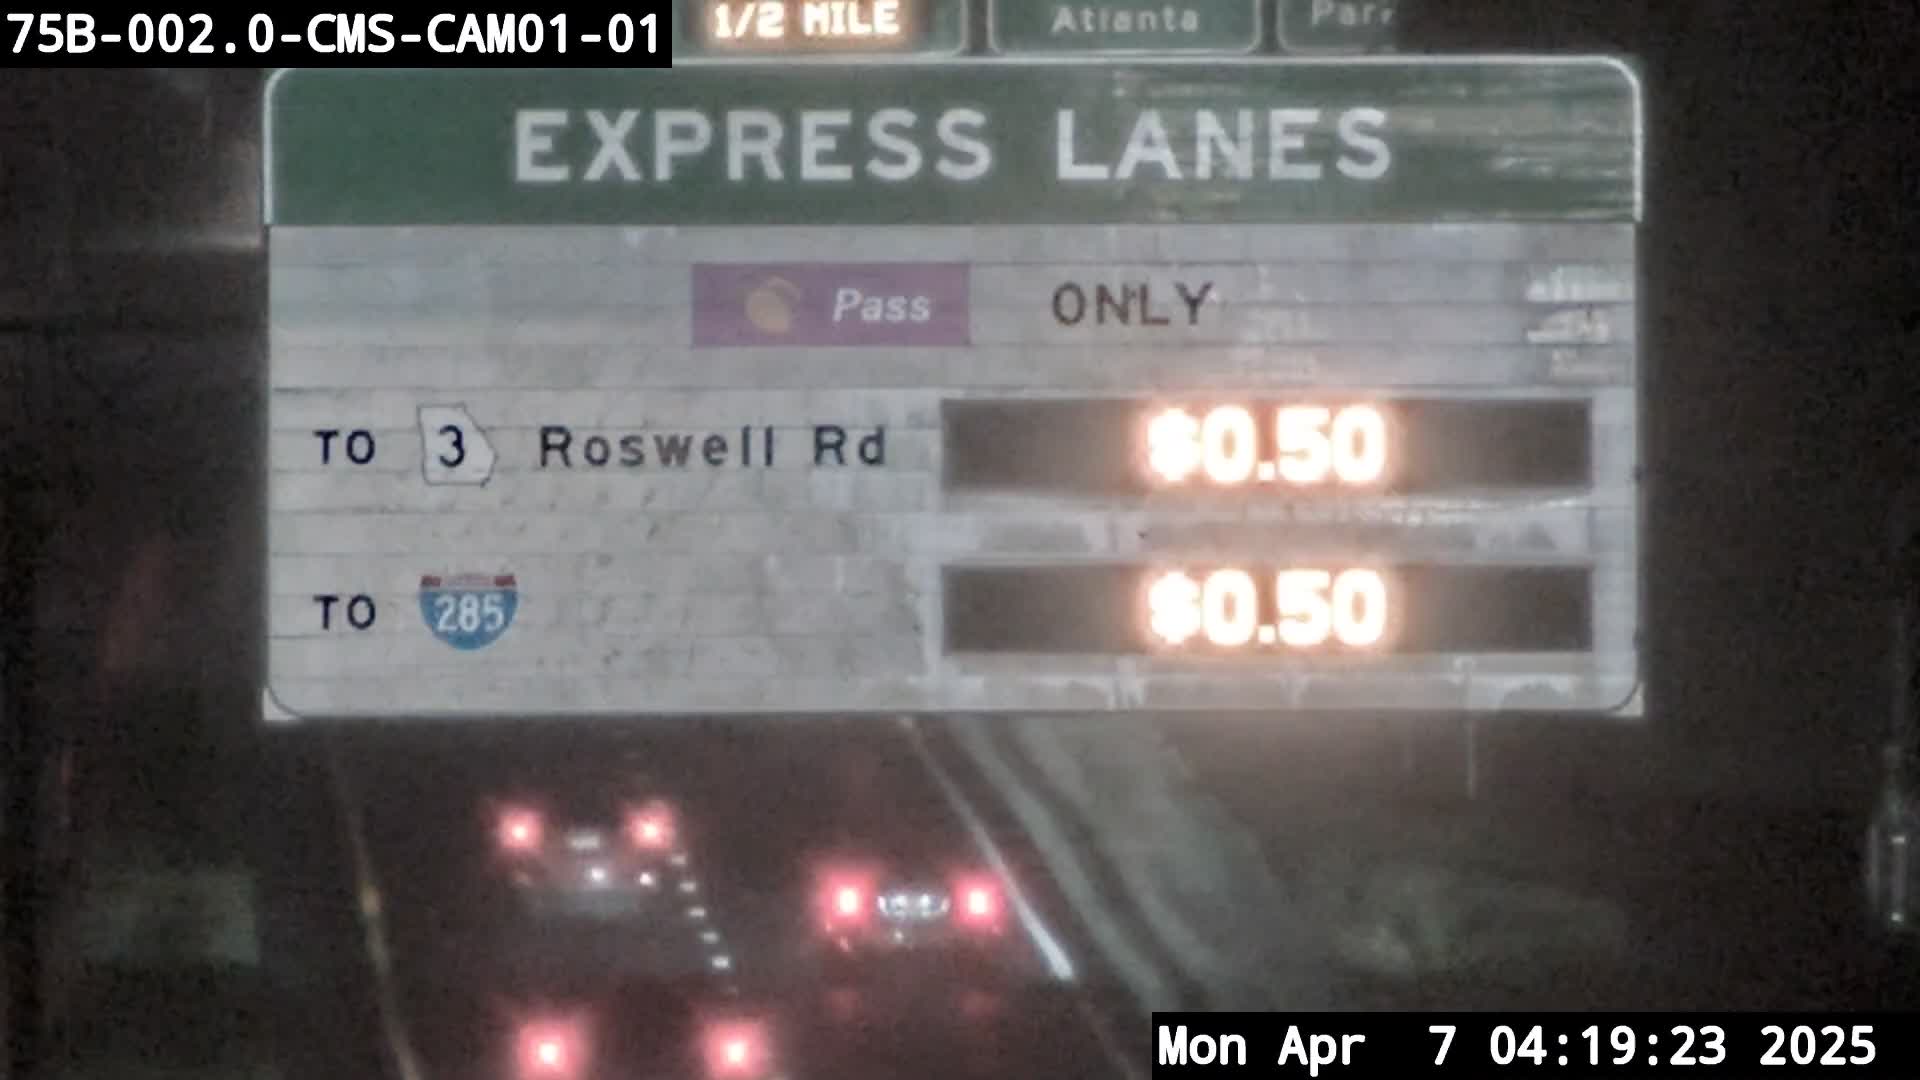 75B-002.0-CMS-CAM01-01
1/2 MILE
Atlanta
EXPRESS LANES
Pass ONLY
TO 3 Roswell Rd $0.50
TO 285 $0.50
Mon Apr 7 04:19:23 2025